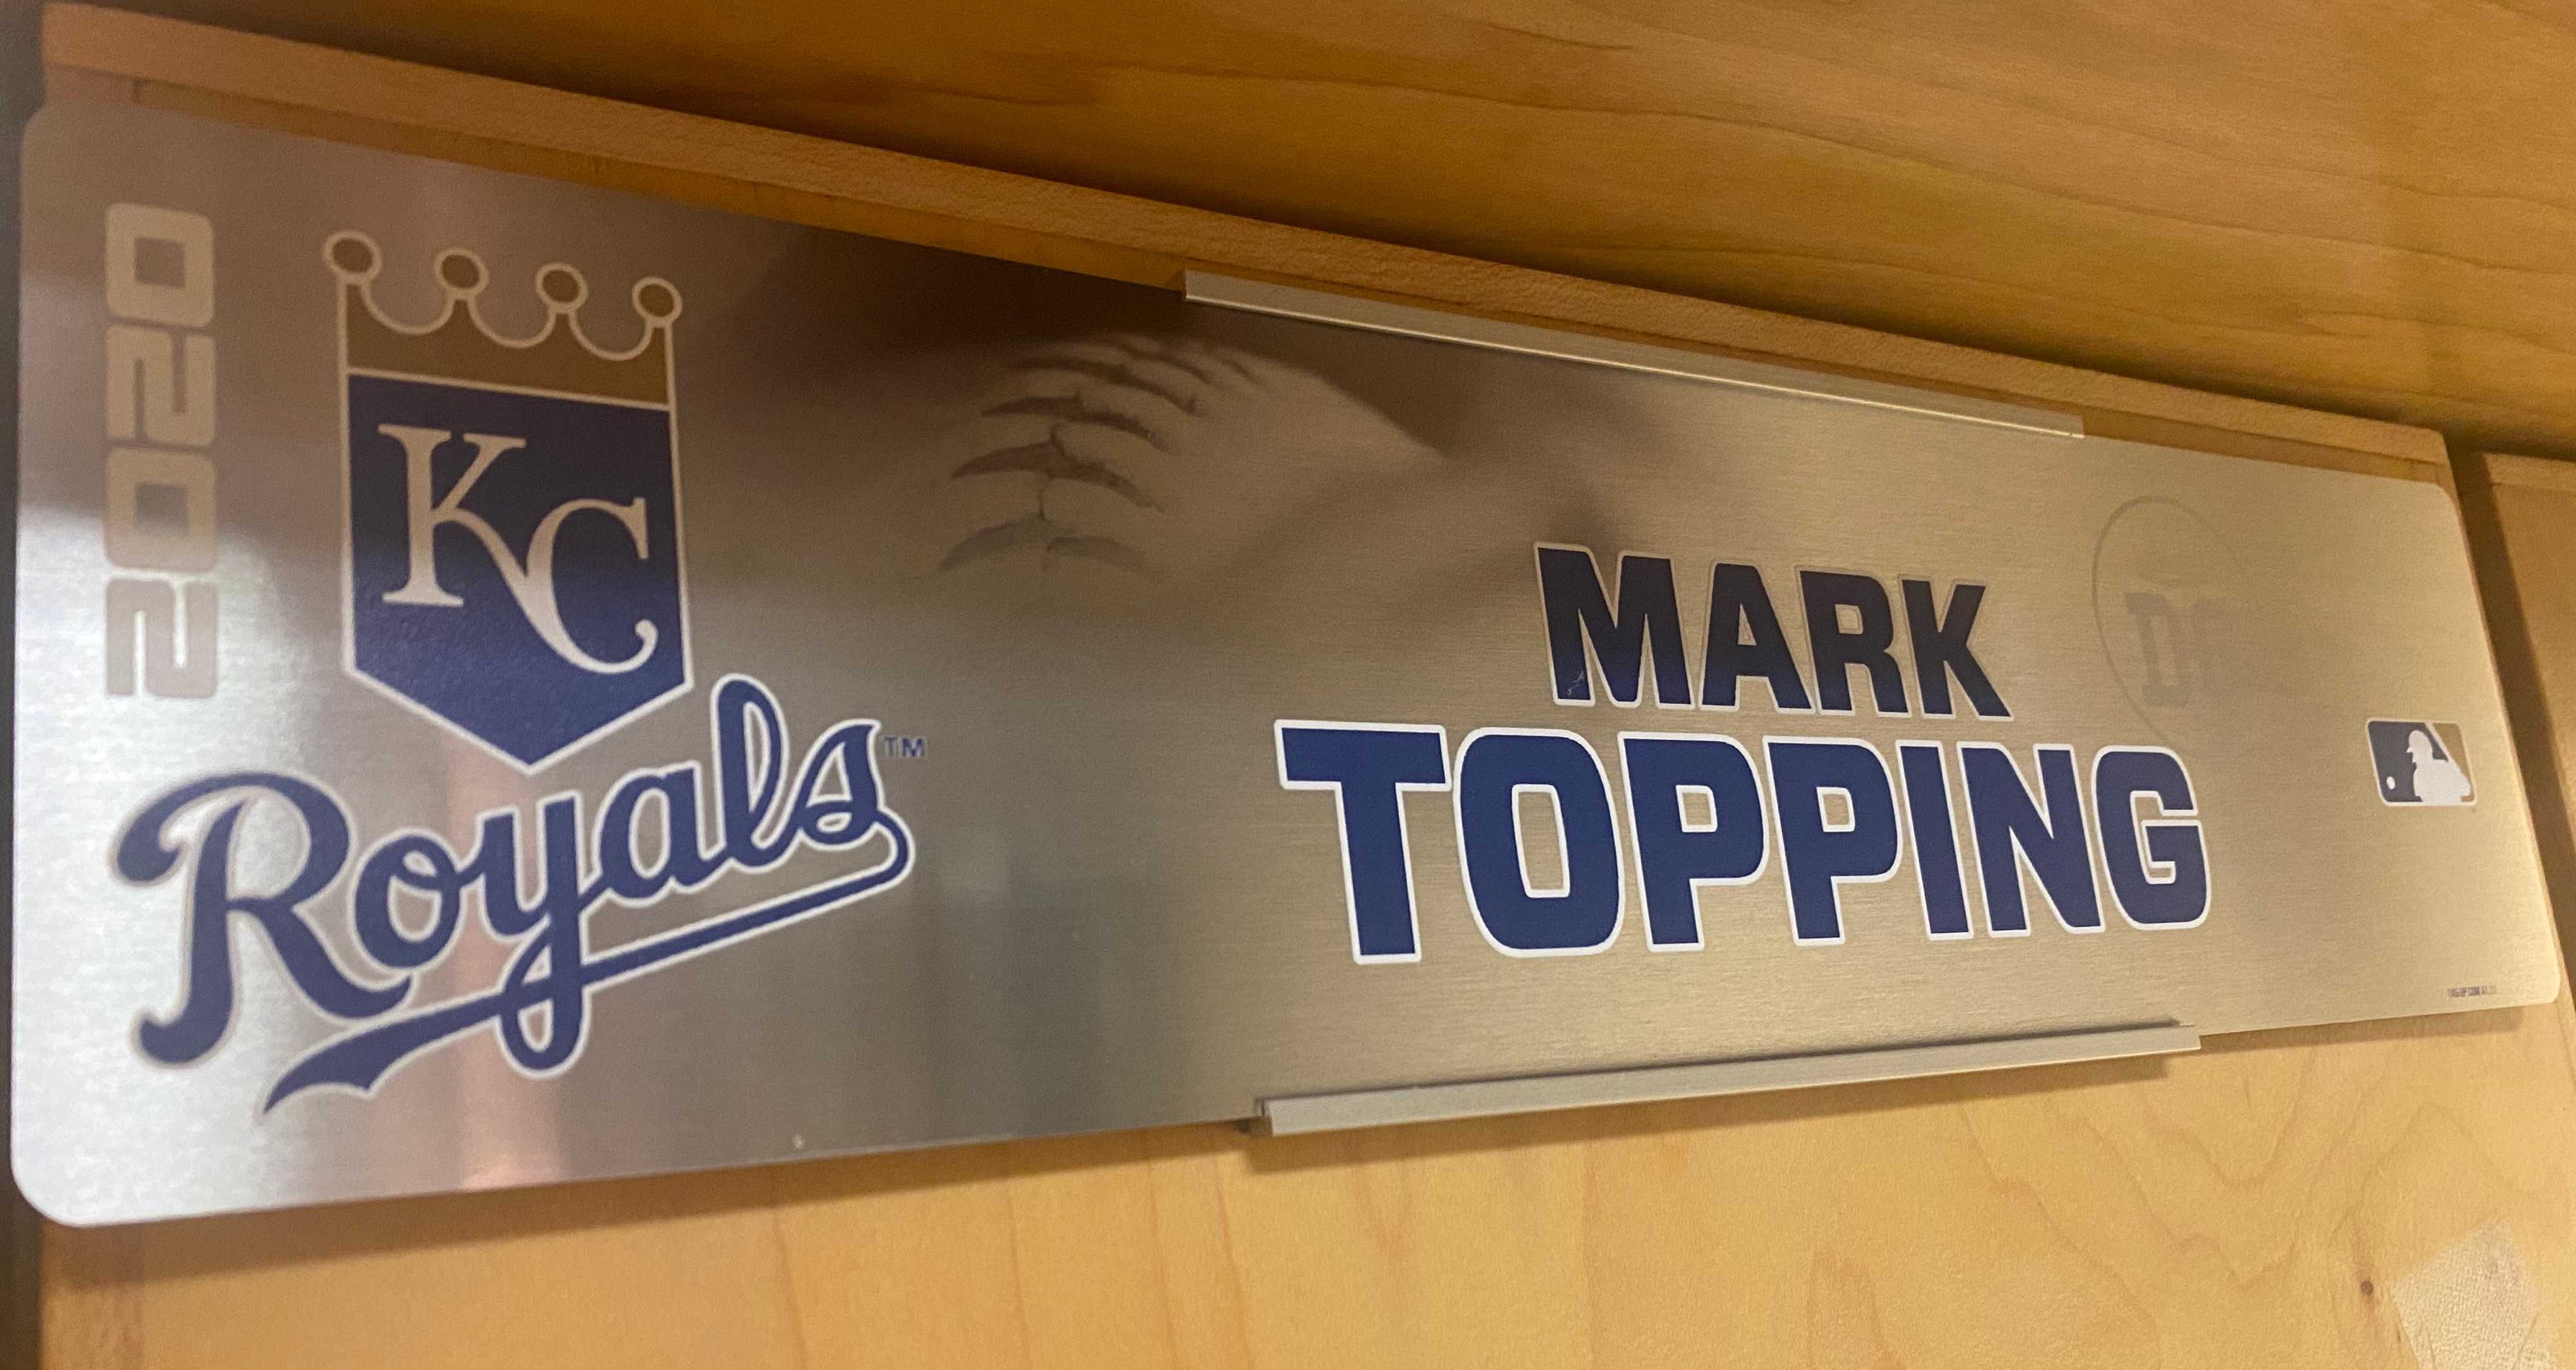 2020
KC
Royals™
MARK
TOPPING